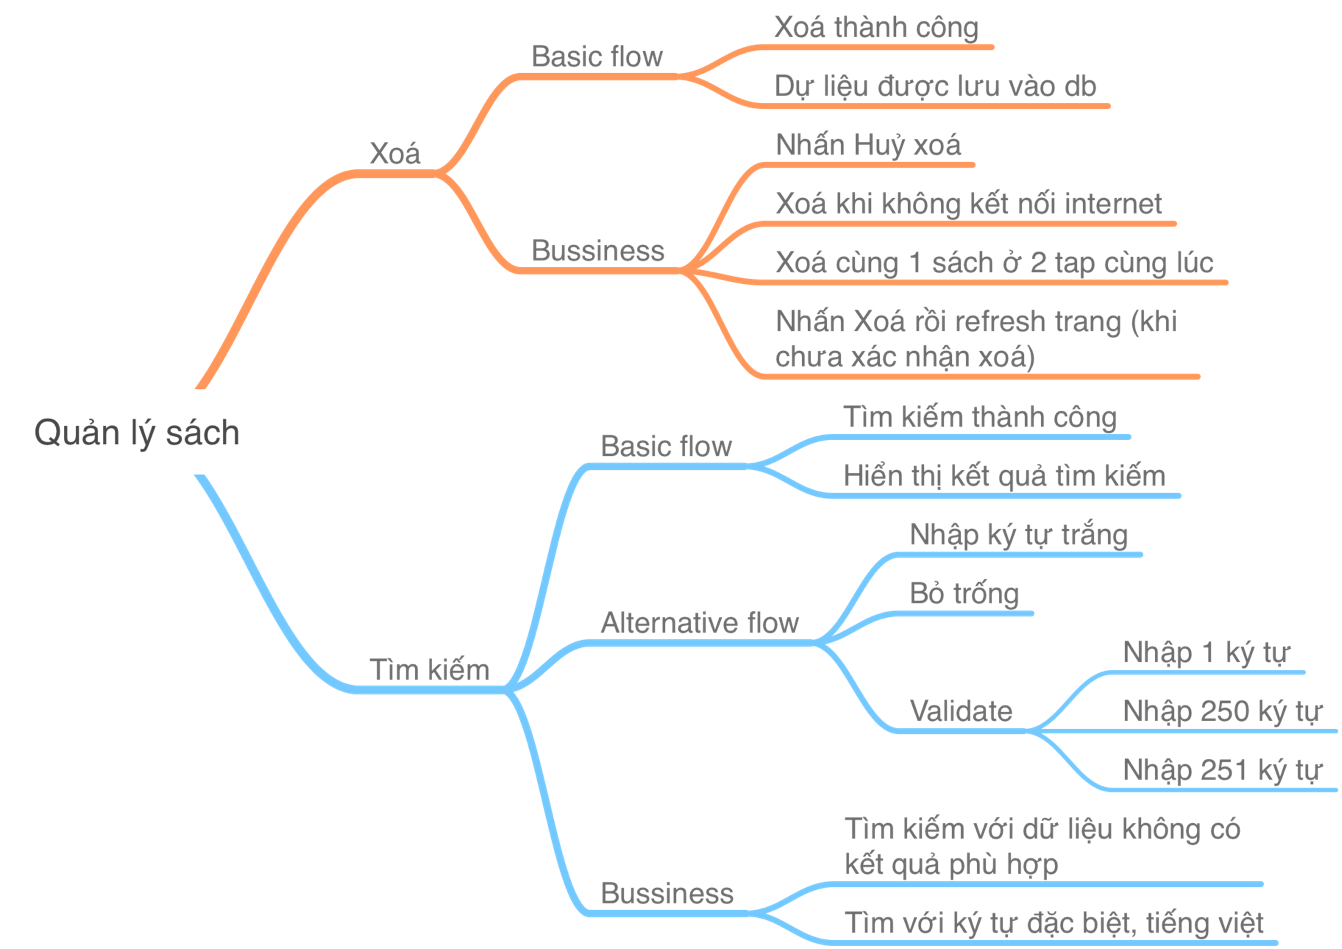 Quản lý sách
Xoá
Basic flow
Xoá thành công
Dự liệu được lưu vào db
Bussiness
Nhấn Huỷ xoá
Xoá khi không kết nối internet
Xoá cùng 1 sách ở 2 tap cùng lúc
Nhấn Xoá rồi refresh trang (khi
chưa xác nhận xoá)
Tìm kiếm
Basic flow
Tìm kiếm thành công
Hiển thị kết quả tìm kiếm
Alternative flow
Nhập ký tự trắng
Bỏ trống
Validate
Nhập 1 ký tự
Nhập 250 ký tự
Nhập 251 ký tự
Bussiness
Tìm kiếm với dữ liệu không có
kết quả phù hợp
Tìm với ký tự đặc biệt, tiếng việt